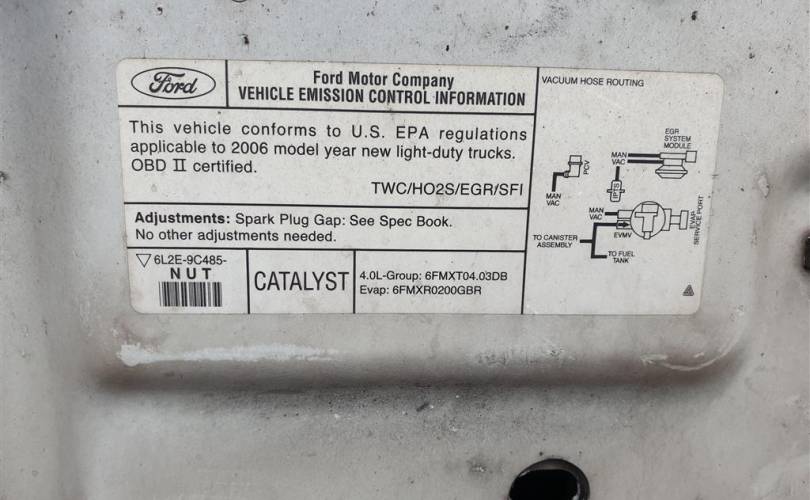 Ford
Ford Motor Company
VEHICLE EMISSION CONTROL INFORMATION
This vehicle conforms to U.S. EPA regulations
applicable to 2006 model year new light-duty trucks.
OBD II certified.
TWC/HO2S/EGR/SFI
Adjustments: Spark Plug Gap: See Spec Book.
No other adjustments needed.
6L2E-9C485-
NUT
CATALYST
4.0L-Group: 6FMXT04.03DB
Evap: 6FMXR0200GBR
VACUUM HOSE ROUTING
EGR
SYSTEM
MODULE
MAN
VAC
PCV
MAN
VAC
IPTS
MAN
VAC
EVMV
EVAP
SERVICE PORT
TO CANISTER
ASSEMBLY
TO FUEL
TANK